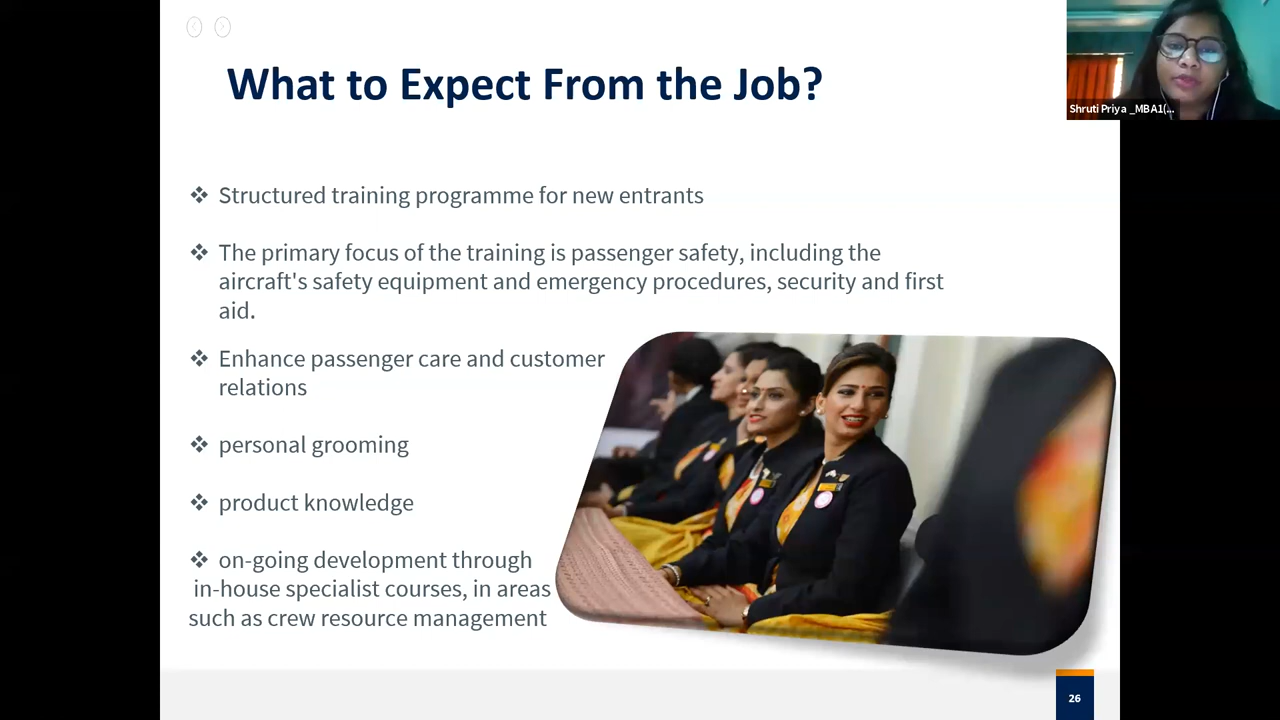 What to Expect From the Job?
Shruti Priya _MBA1(...
❖ Structured training programme for new entrants
❖ The primary focus of the training is passenger safety, including the
aircraft's safety equipment and emergency procedures, security and first
aid.
❖ Enhance passenger care and customer
relations
❖ personal grooming
❖ product knowledge
❖ on-going development through
in-house specialist courses, in areas
such as crew resource management
26